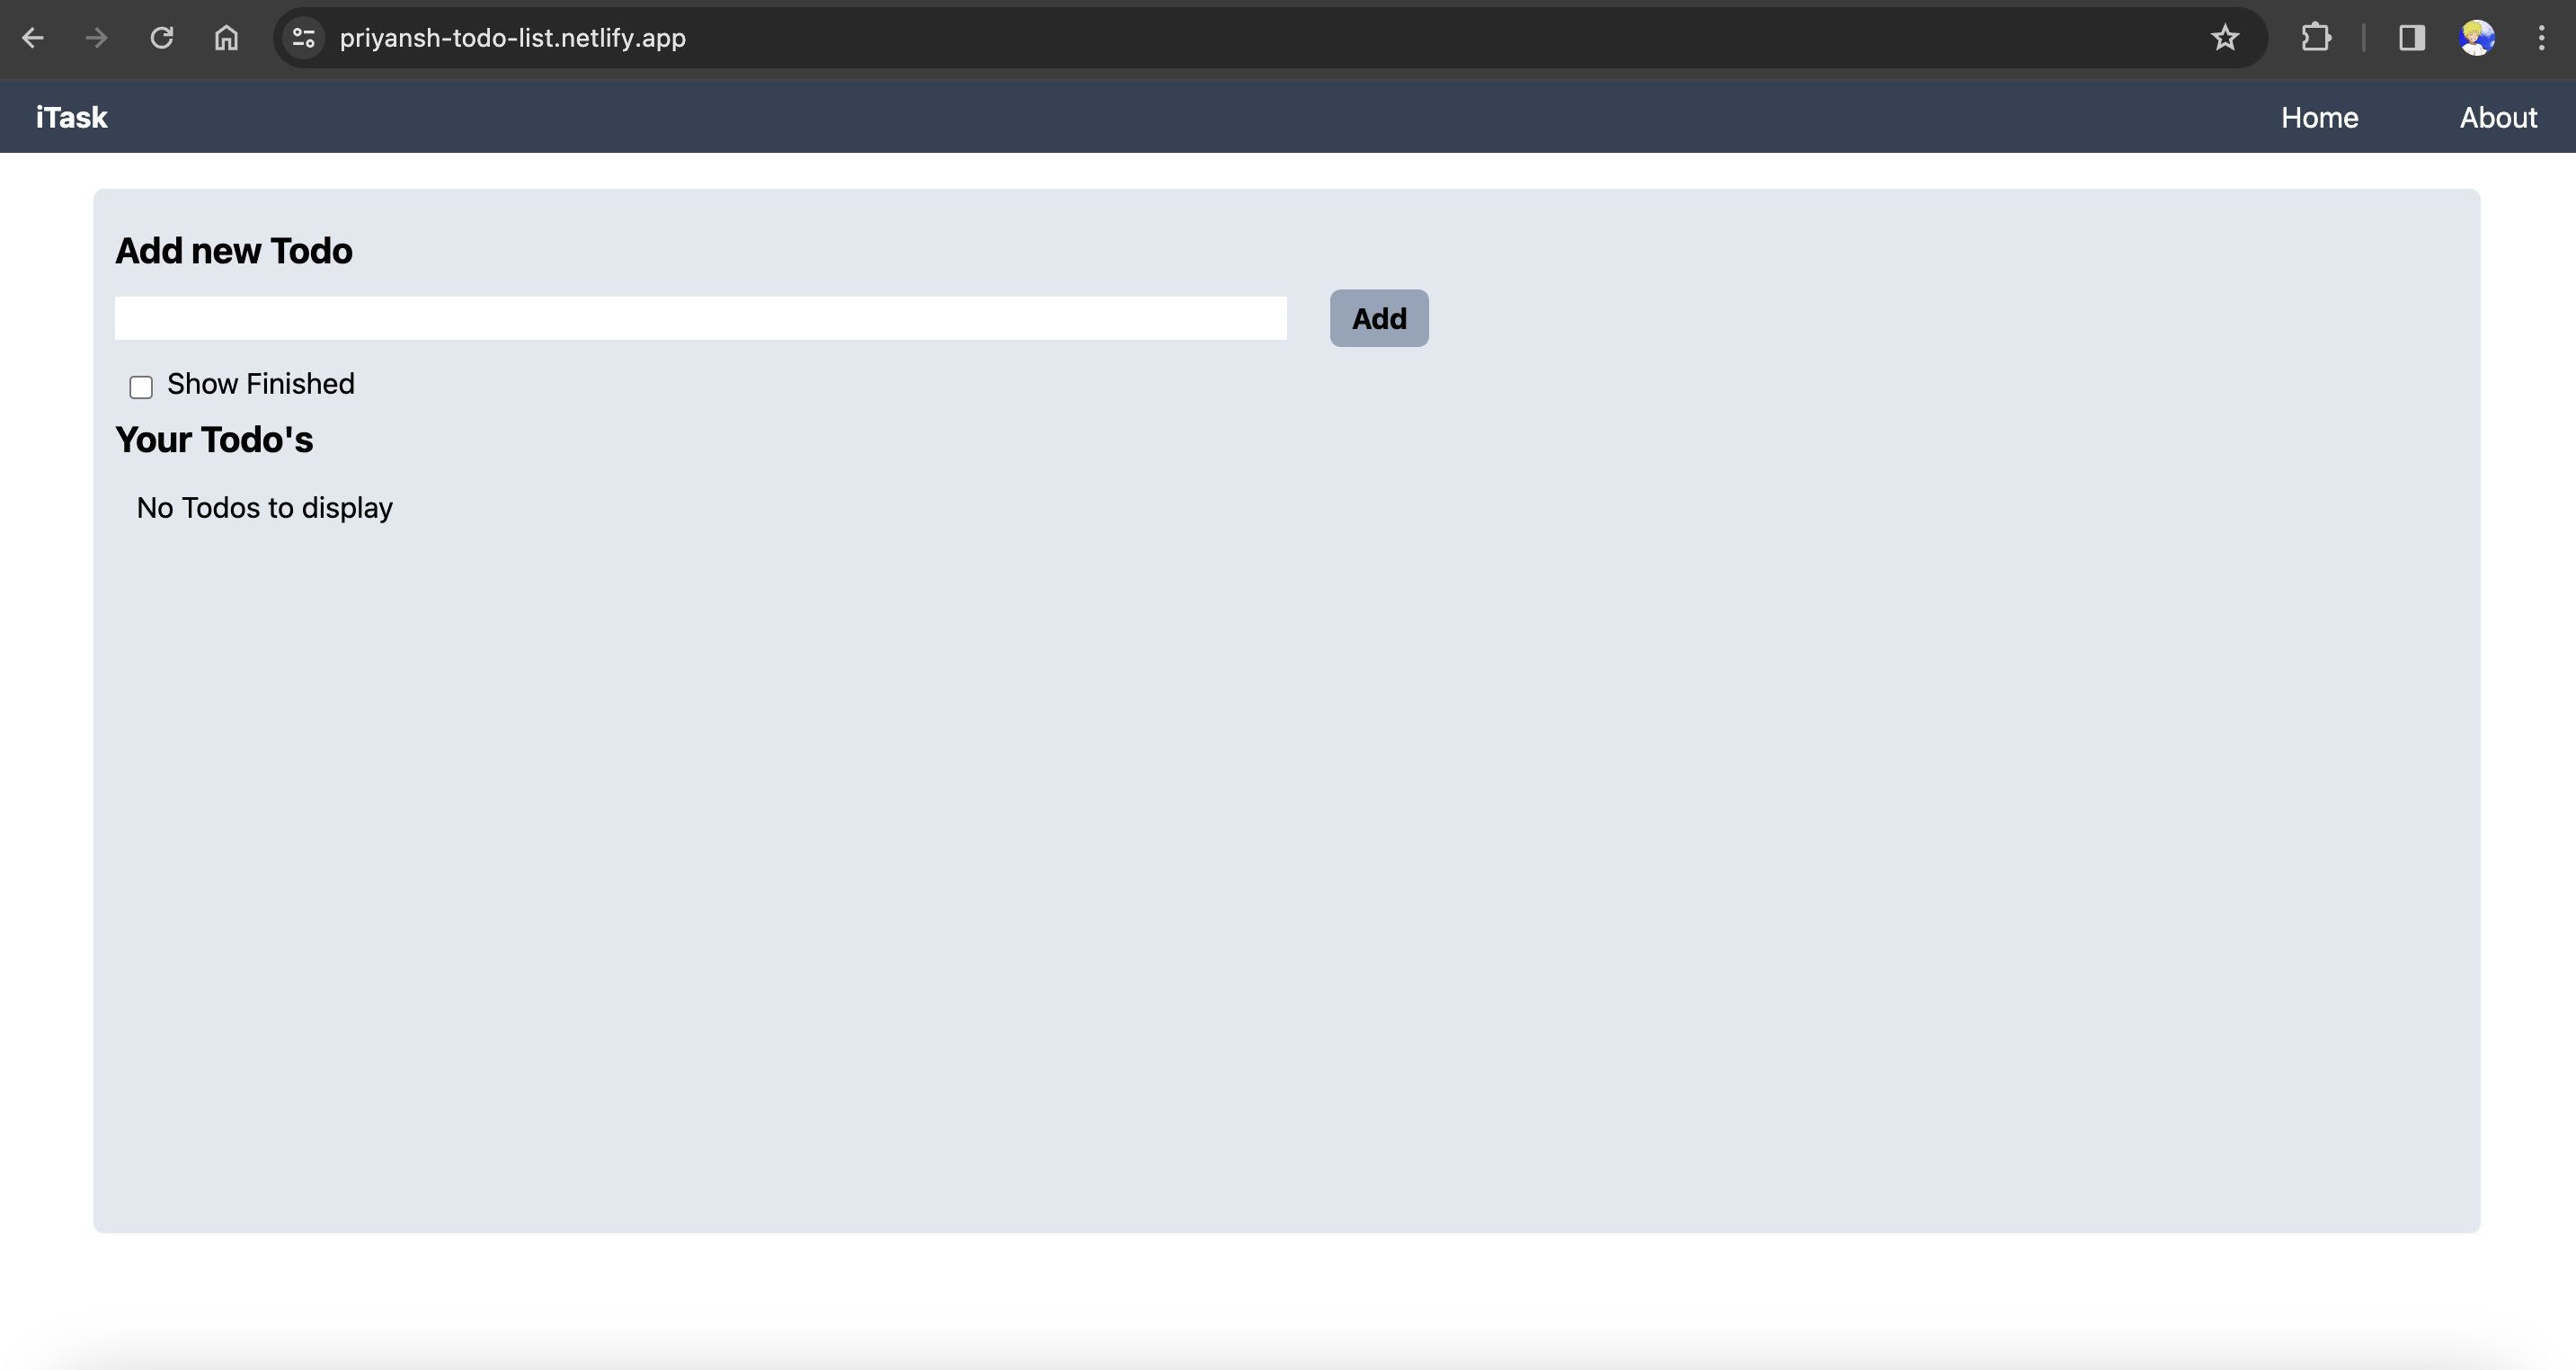 priyansh-todo-list.netlify.app
iTask Home About
Add new Todo
Add
Show Finished
Your Todo's
No Todos to display